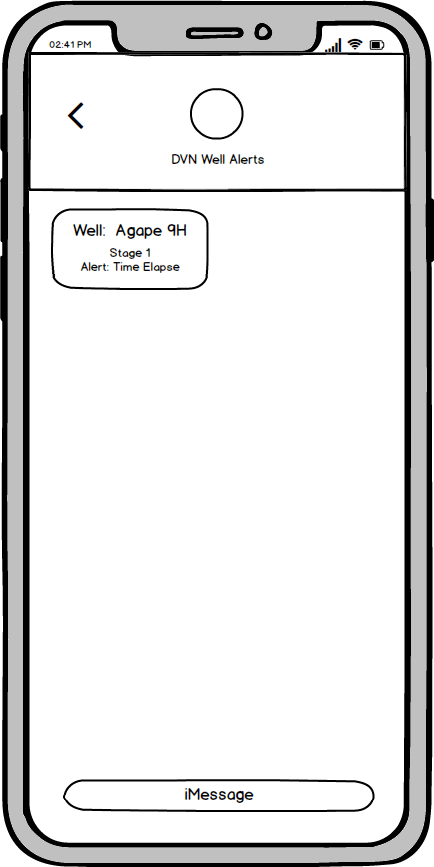 02:41 PM
DVN Well Alerts
Well: Agape 9H
Stage 1
Alert: Time Elapse
iMessage